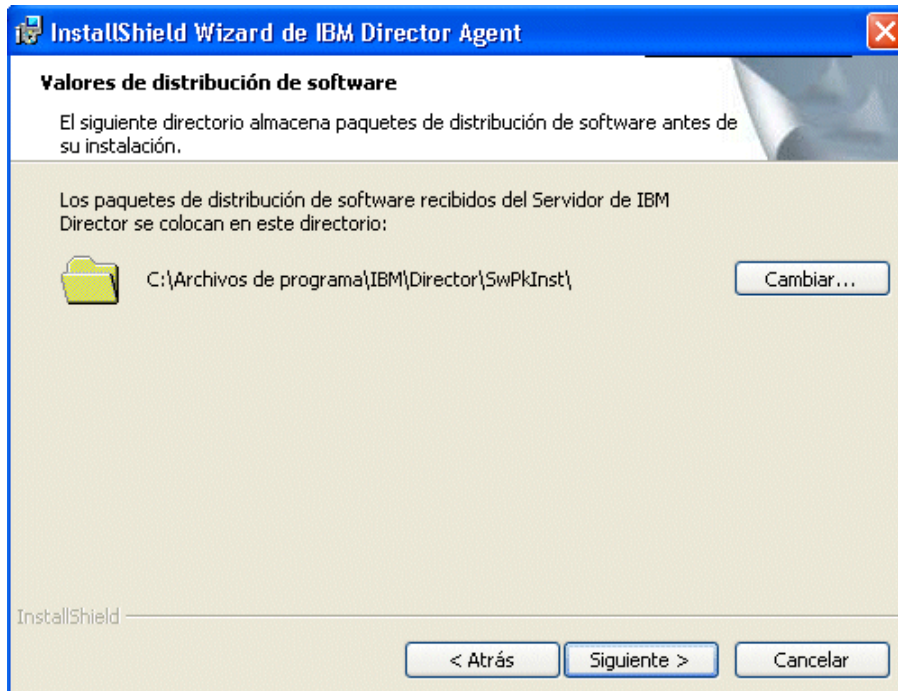 InstallShield Wizard de IBM Director Agent
Valores de distribución de software
El siguiente directorio almacena paquetes de distribución de software antes de
su instalación.
Los paquetes de distribución de software recibidos del Servidor de IBM
Director se colocan en este directorio:
C:\Archivos de programa\IBM\Director\SwPkInst\
Cambiar...
InstallShield
< Atrás
Siguiente >
Cancelar